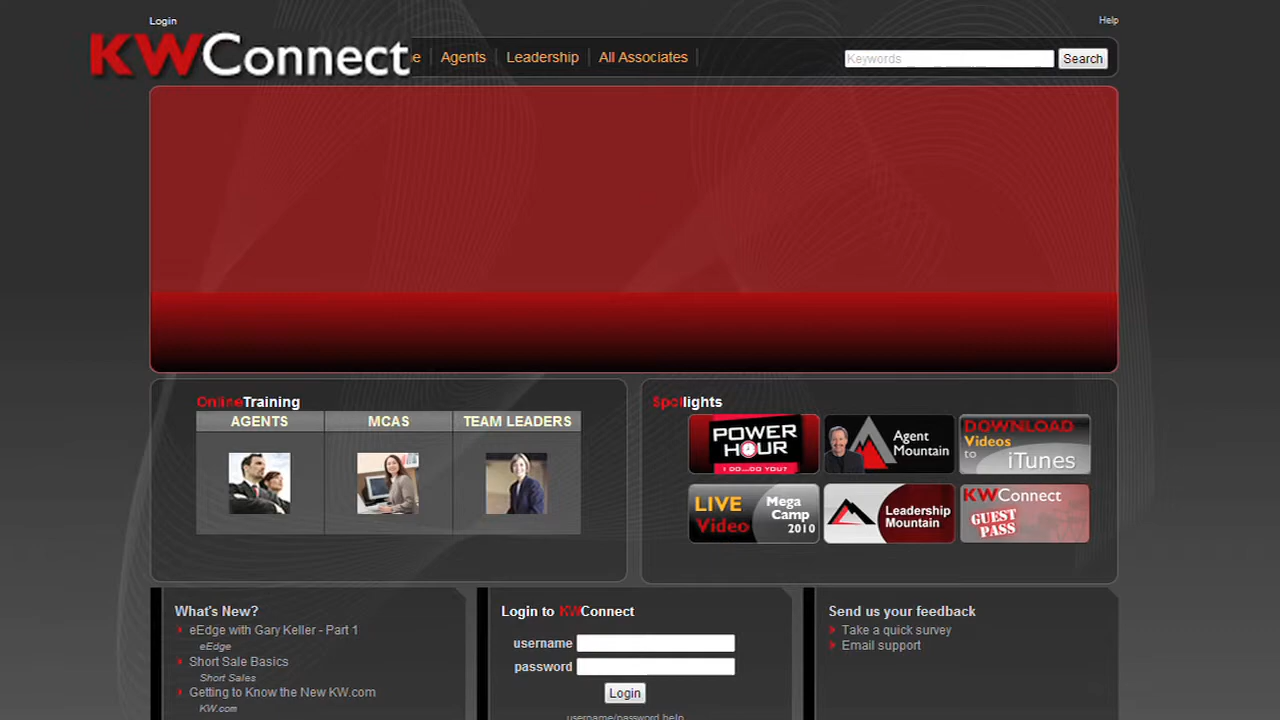 Login
Help
KWConnect
e
Agents
Leadership
All Associates
Keywords
Search
OnlineTraining
AGENTS
MCAS
TEAM LEADERS
Spotlights
POWER
HOUR
I DO...DO YOU?
Agent
Mountain
DOWNLOAD
Videos
to iTunes
LIVE
Video
Mega
Camp
2010
Leadership
Mountain
KWConnect
GUEST
PASS
What's New?
eEdge with Gary Keller - Part 1
eEdge
Short Sale Basics
Short Sales
Getting to Know the New KW.com
KW.com
Login to KWConnect
username
password
Login
username/password help
Send us your feedback
Take a quick survey
Email support